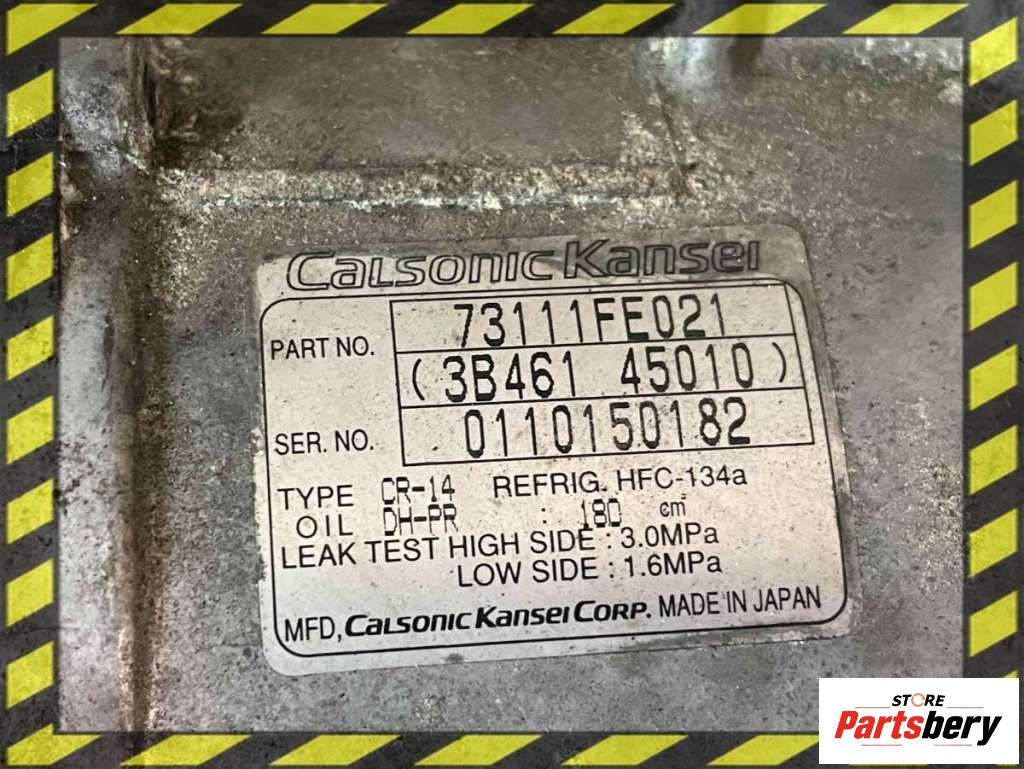 Calsonic Kansei
PART NO. 73111FE021
(3B461 45010)
SER. NO. 0110150182
TYPE CR-14 REFRIG. HFC-134a
OIL DH-PR : 180 cm³
LEAK TEST HIGH SIDE : 3.0MPa
LOW SIDE : 1.6MPa
MFD, Calsonic Kansei Corp. MADE IN JAPAN
STORE
Partsbery